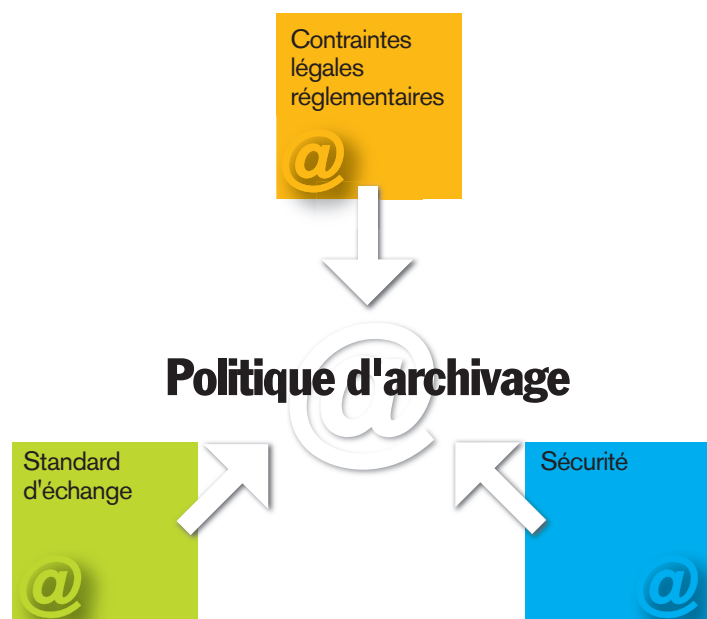 Contraintes
légales
réglementaires
@
@
Politique d'archivage
Standard
d'échange
@
Sécurité
@